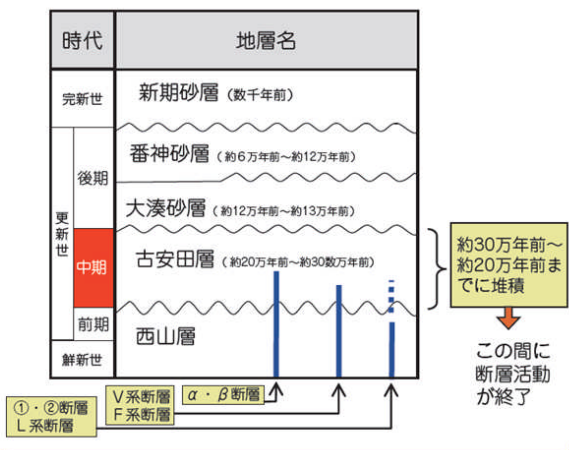 時代
地層名
完新世
新期砂層（数千年前）
更新世
後期
番神砂層（約６万年前〜約12万年前）
大湊砂層（約12万年前〜約13万年前）
中期
古安田層（約20万年前〜約30数万年前）
前期
西山層
鮮新世
約30万年前〜
約20万年前ま
でに堆積
この間に
断層活動
が終了
①・②断層
L系断層
V系断層
F系断層
α・β断層